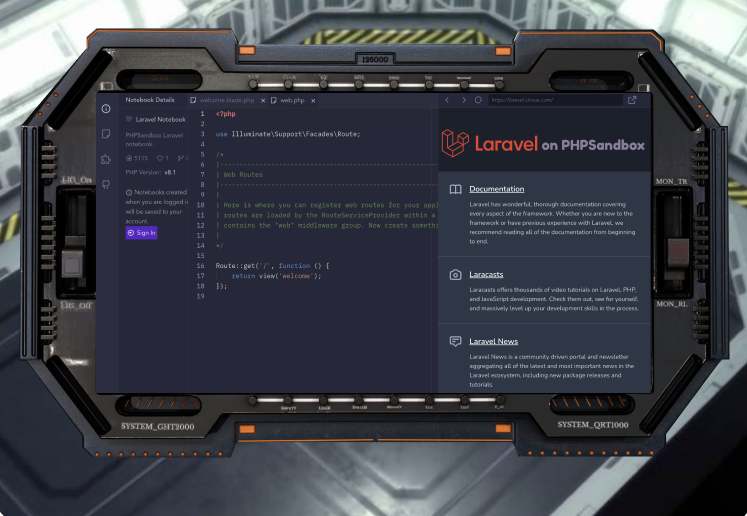 126000
Notebook Details
welcome.blade.php x
web.php x
https://laravel.ciroue.com/
Laravel Notebook
PHPSandbox Laravel
notebook.
5115 1
PHP Version: v8.1
Notebooks created
when you are logged i
will be saved to your
account.
Sign In
1 <?php
2
3 use Illuminate\Support\Facades\Route;
4
5 /*
6 |--------------------------------------------------------------------------
7 | Web Routes
8 |--------------------------------------------------------------------------
9 |
10 | Here is where you can register web routes for your appl
11 | routes are loaded by the RouteServiceProvider within a
12 | contains the "web" middleware group. Now create somethi
13 |
14 */
15
16 Route::get('/', function () {
17     return view('welcome');
18 });
19
Laravel on PHPSandbox
Documentation
Laravel has wonderful, thorough documentation covering
every aspect of the framework. Whether you are new to the
framework or have previous experience with Laravel, we
recommend reading all of the documentation from beginning
to end.
Laracasts
Laracasts offers thousands of video tutorials on Laravel, PHP,
and JavaScript development. Check them out, see for yourself,
and massively level up your development skills in the process.
Laravel News
Laravel News is a community driven portal and newsletter
aggregating all of the latest and most important news in the
Laravel ecosystem, including new package releases and
tutorials.
MON_TR
MON_RL
SYSTEM_GHT2000
SYSTEM_QRT1000